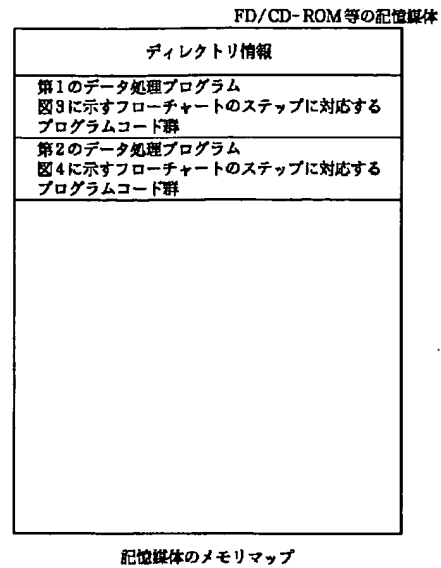 FD/CD-ROM等の記憶媒体
ディレクトリ情報
第1のデータ処理プログラム
図3に示すフローチャートのステップに対応する
プログラムコード群
第2のデータ処理プログラム
図4に示すフローチャートのステップに対応する
プログラムコード群
記憶媒体のメモリマップ